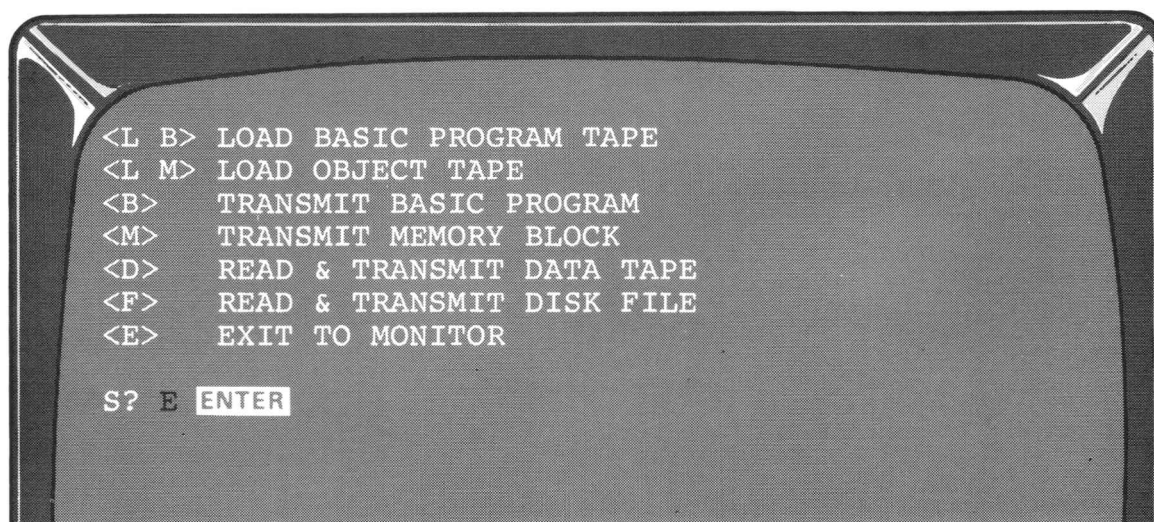 <L B> LOAD BASIC PROGRAM TAPE
<L M> LOAD OBJECT TAPE
<B> TRANSMIT BASIC PROGRAM
<M> TRANSMIT MEMORY BLOCK
<D> READ & TRANSMIT DATA TAPE
<F> READ & TRANSMIT DISK FILE
<E> EXIT TO MONITOR
S? E ENTER